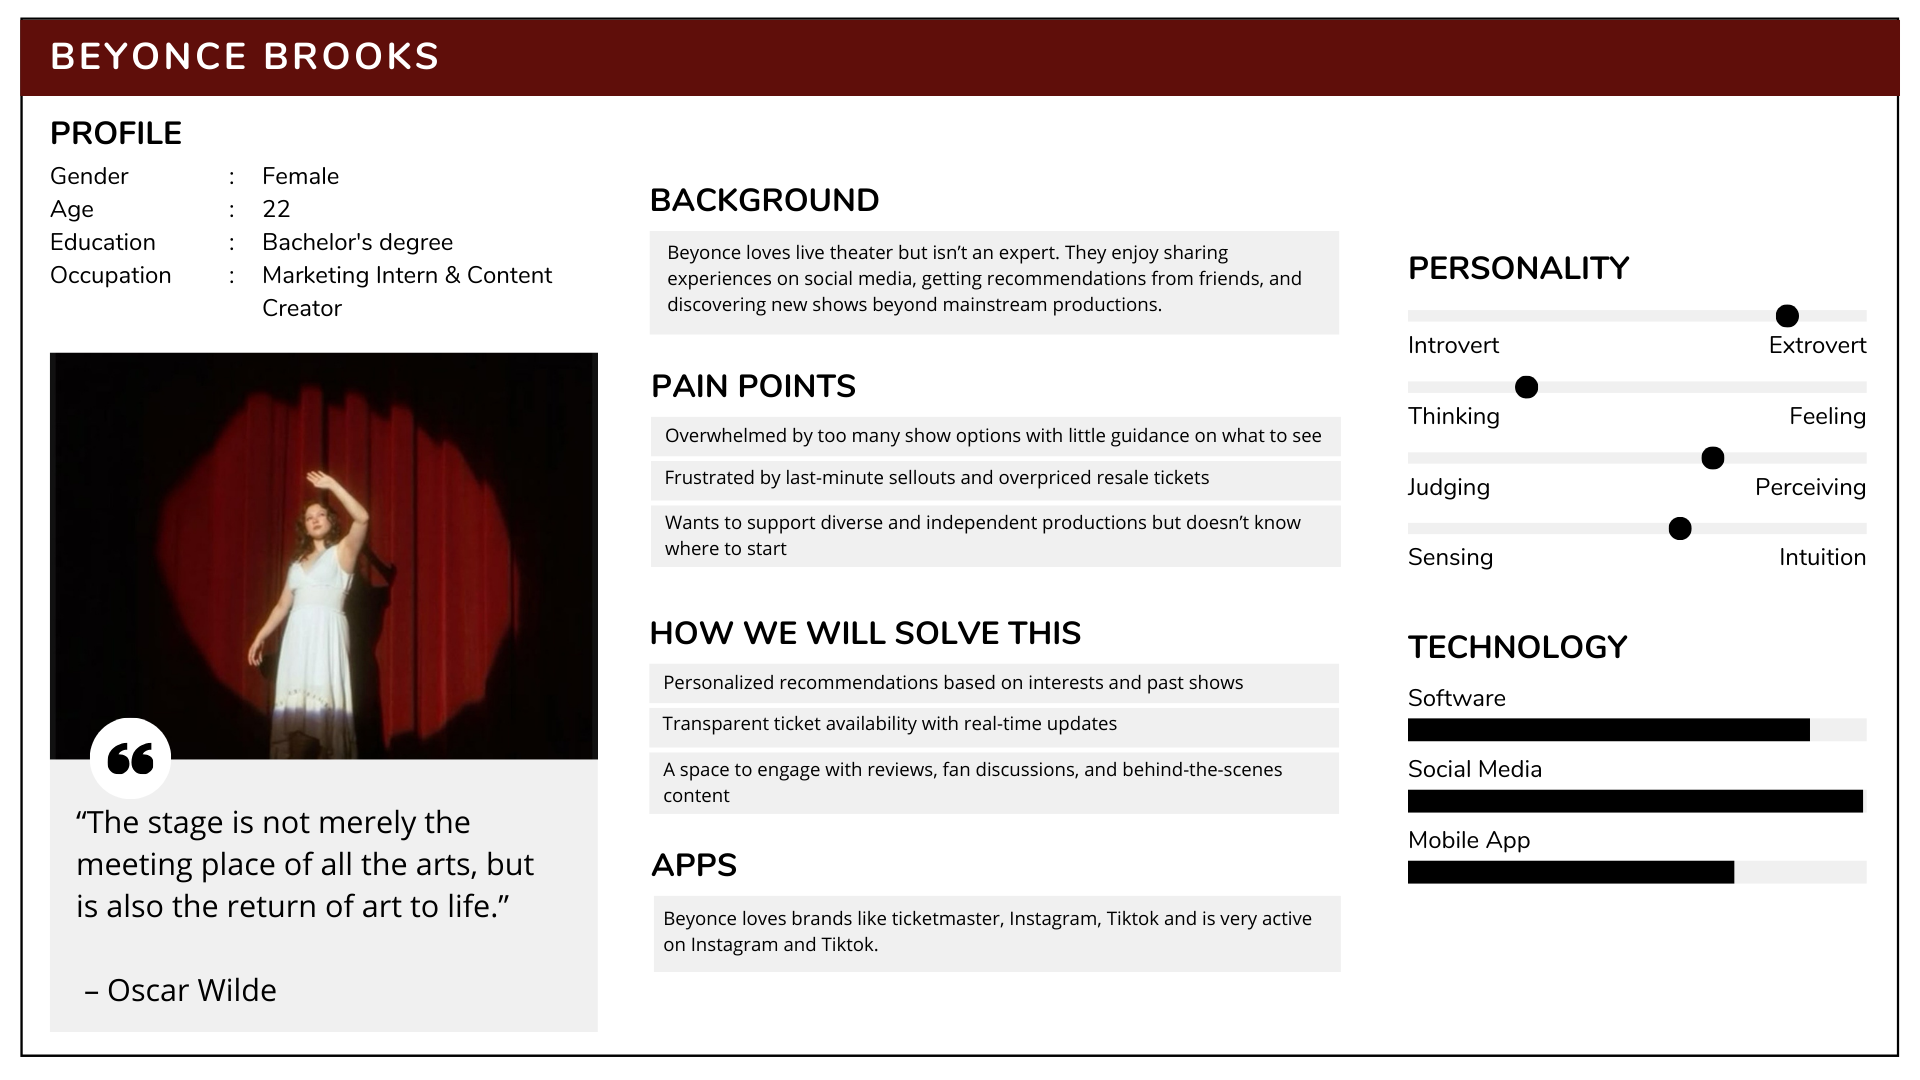 BEYONCE BROOKS
PROFILE
Gender : Female
Age : 22
Education : Bachelor's degree
Occupation : Marketing Intern & Content
Creator
“The stage is not merely the
meeting place of all the arts, but
is also the return of art to life.”
– Oscar Wilde
BACKGROUND
Beyonce loves live theater but isn’t an expert. They enjoy sharing
experiences on social media, getting recommendations from friends, and
discovering new shows beyond mainstream productions.
PAIN POINTS
Overwhelmed by too many show options with little guidance on what to see
Frustrated by last-minute sellouts and overpriced resale tickets
Wants to support diverse and independent productions but doesn’t know
where to start
HOW WE WILL SOLVE THIS
Personalized recommendations based on interests and past shows
Transparent ticket availability with real-time updates
A space to engage with reviews, fan discussions, and behind-the-scenes
content
APPS
Beyonce loves brands like ticketmaster, Instagram, Tiktok and is very active
on Instagram and Tiktok.
PERSONALITY
Introvert Extrovert
Thinking Feeling
Judging Perceiving
Sensing Intuition
TECHNOLOGY
Software
Social Media
Mobile App